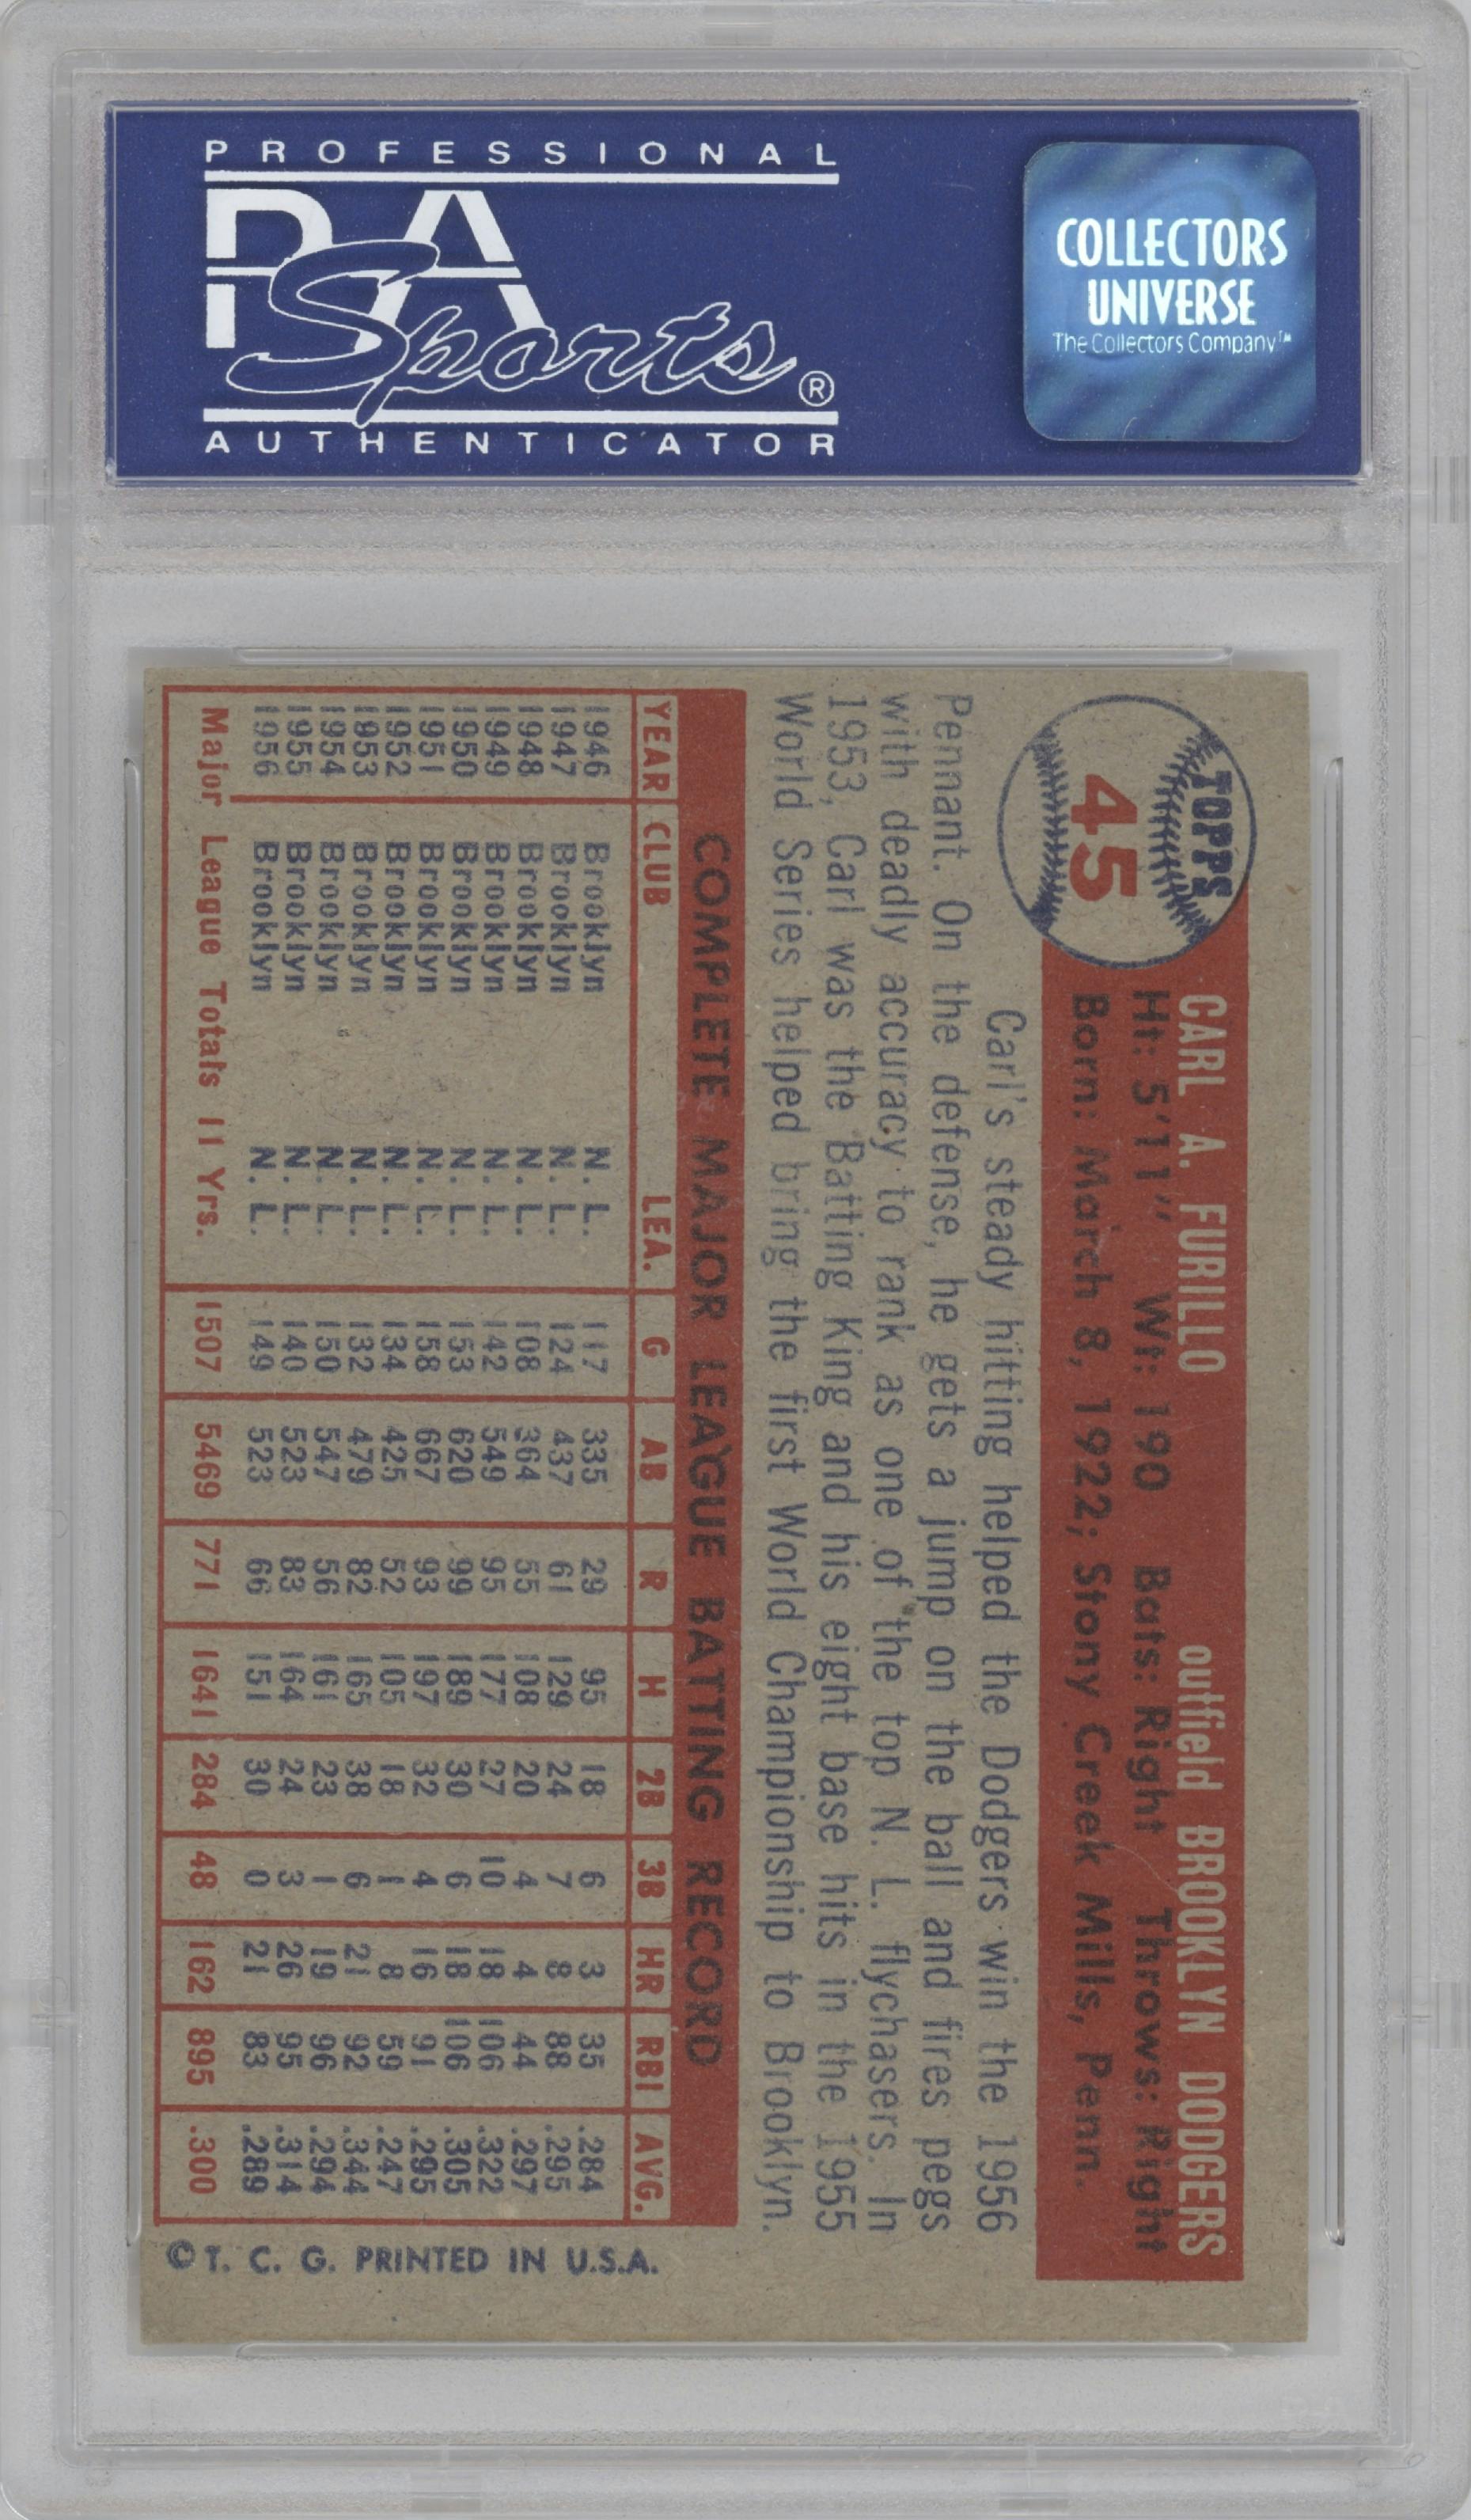 PROFESSIONAL
PSA
Sports®
AUTHENTICATOR
COLLECTORS
UNIVERSE
The Collectors Company™
TOPPS
45
CARL A. FURILLO outfield BROOKLYN DODGERS
Ht: 5'11" Wt: 190 Bats: Right Throws: Right
Born: March 8, 1922; Stony Creek Mills, Penn.
Carl's steady hitting helped the Dodgers win the 1956
Pennant. On the defense, he gets a jump on the ball and fires pegs
with deadly accuracy to rank as one of the top N. L. flychasers. In
1953, Carl was the Batting King and his eight base hits in the 1955
World Series helped bring the first World Championship to Brooklyn.
COMPLETE MAJOR LEAGUE BATTING RECORD
YEAR CLUB LEA. G AB R H 2B 3B HR RBI AVG.
1946 Brooklyn N. L. 117 335 29 95 18 6 3 35 .284
1947 Brooklyn N. L. 124 437 61 129 24 7 8 88 .295
1948 Brooklyn N. L. 108 364 55 108 20 4 4 44 .297
1949 Brooklyn N. L. 142 549 95 177 27 10 18 106 .322
1950 Brooklyn N. L. 153 620 99 189 30 6 18 106 .305
1951 Brooklyn N. L. 158 667 93 197 32 4 16 91 .295
1952 Brooklyn N. L. 134 425 52 105 18 1 8 59 .247
1953 Brooklyn N. L. 132 479 82 165 38 6 21 92 .344
1954 Brooklyn N. L. 150 547 56 161 23 1 19 96 .294
1955 Brooklyn N. L. 140 523 83 164 24 3 26 95 .314
1956 Brooklyn N. L. 149 523 66 151 30 0 21 83 .289
Major League Totals 11 Yrs. 1507 5469 771 1641 284 48 162 895 .300
© T. C. G. PRINTED IN U.S.A.